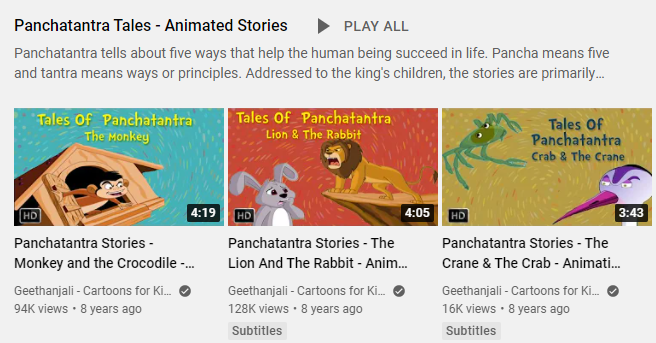 Panchatantra Tales - Animated Stories PLAY ALL
Panchatantra tells about five ways that help the human being succeed in life. Pancha means five
and tantra means ways or principles. Addressed to the king's children, the stories are primarily...
Tales Of Panchatantra
The Monkey
HD
4:19
Tales Of Panchatantra
Lion & The Rabbit
HD
4:05
Tales Of
Panchatantra
Crab & The Crane
HD
3:43
Panchatantra Stories -
Monkey and the Crocodile -...
Geethanjali - Cartoons for Ki...
94K views • 8 years ago
Panchatantra Stories - The
Lion And The Rabbit - Anim...
Geethanjali - Cartoons for Ki...
128K views • 8 years ago
Subtitles
Panchatantra Stories - The
Crane & The Crab - Animati...
Geethanjali - Cartoons for Ki...
16K views • 8 years ago
Subtitles